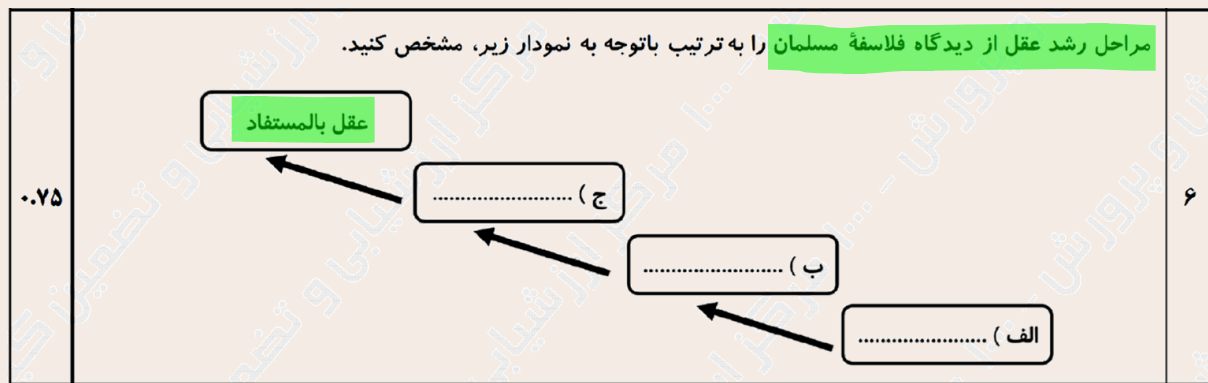 مراحل رشد عقل از دیدگاه فلاسفهٔ مسلمان را به ترتیب باتوجه به نمودار زیر، مشخص کنید.
۶
عقل بالمستفاد
ج ) .........................
۰.۷۵
ب ) .........................
الف ) .......................